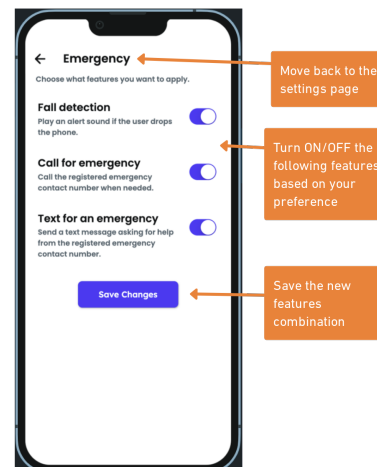 Emergency
Choose what features you want to apply.
Fall detection
Play an alert sound if the user drops
the phone.
Call for emergency
Call the registered emergency
contact number when needed.
Text for an emergency
Send a text message asking for help
from the registered emergency
contact number.
Save Changes
Move back to the
settings page
Turn ON/OFF the
following features
based on your
preference
Save the new
features
combination